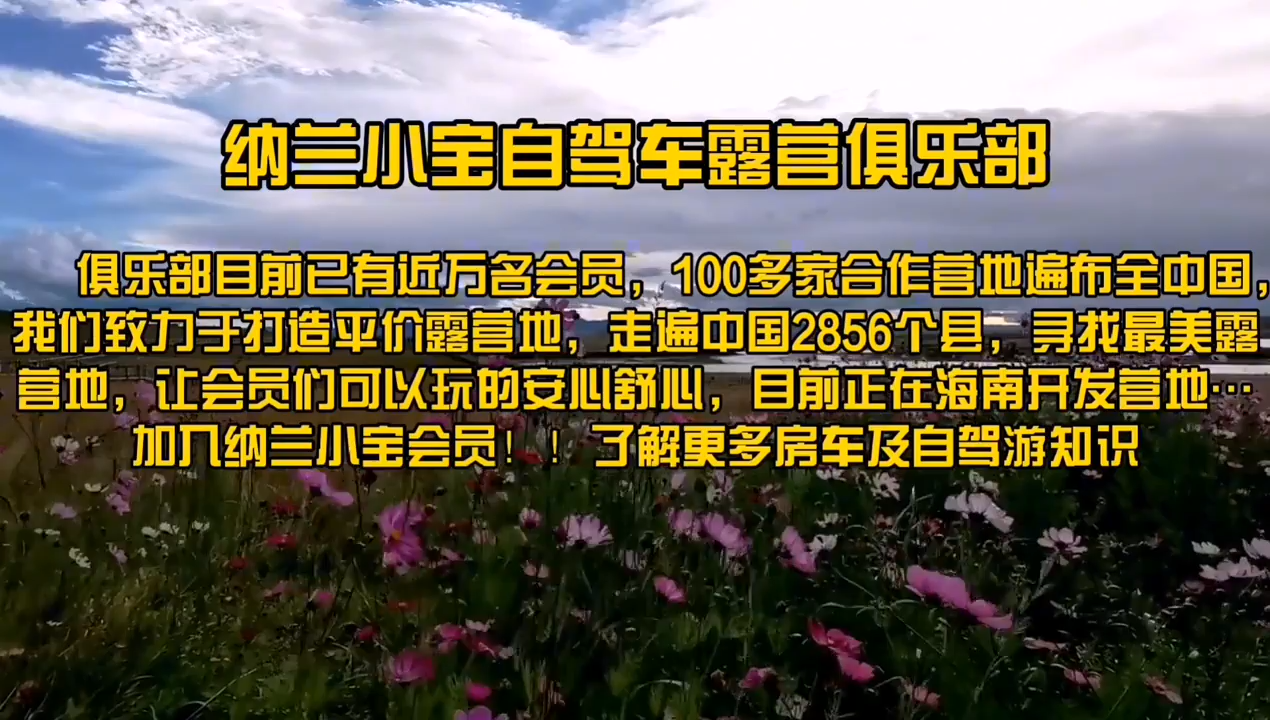 纳兰小宝自驾车露营俱乐部
俱乐部目前已有近万名会员，100多家合作营地遍布全中国，
我们致力于打造平价露营地，走遍中国2856个县，寻找最美露
营地，让会员们可以玩的安心舒心，目前正在海南开发营地…
加入纳兰小宝会员！！了解更多房车及自驾游知识